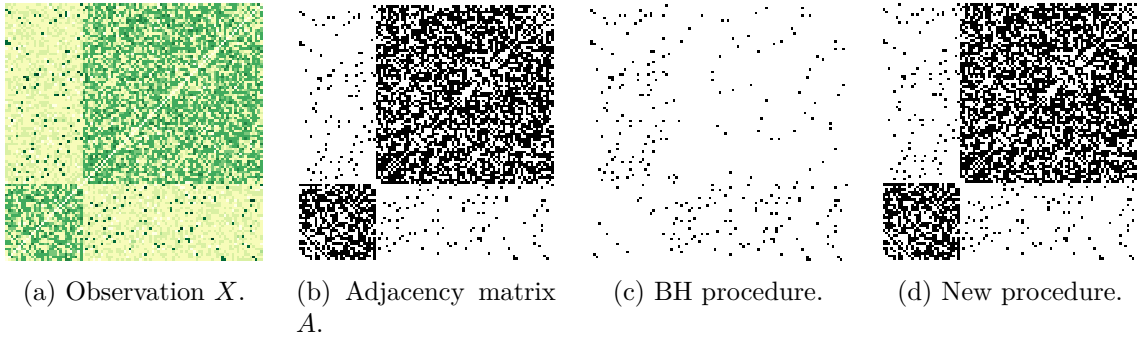 (a) Observation X.
(b) Adjacency matrix
A.
(c) BH procedure.
(d) New procedure.